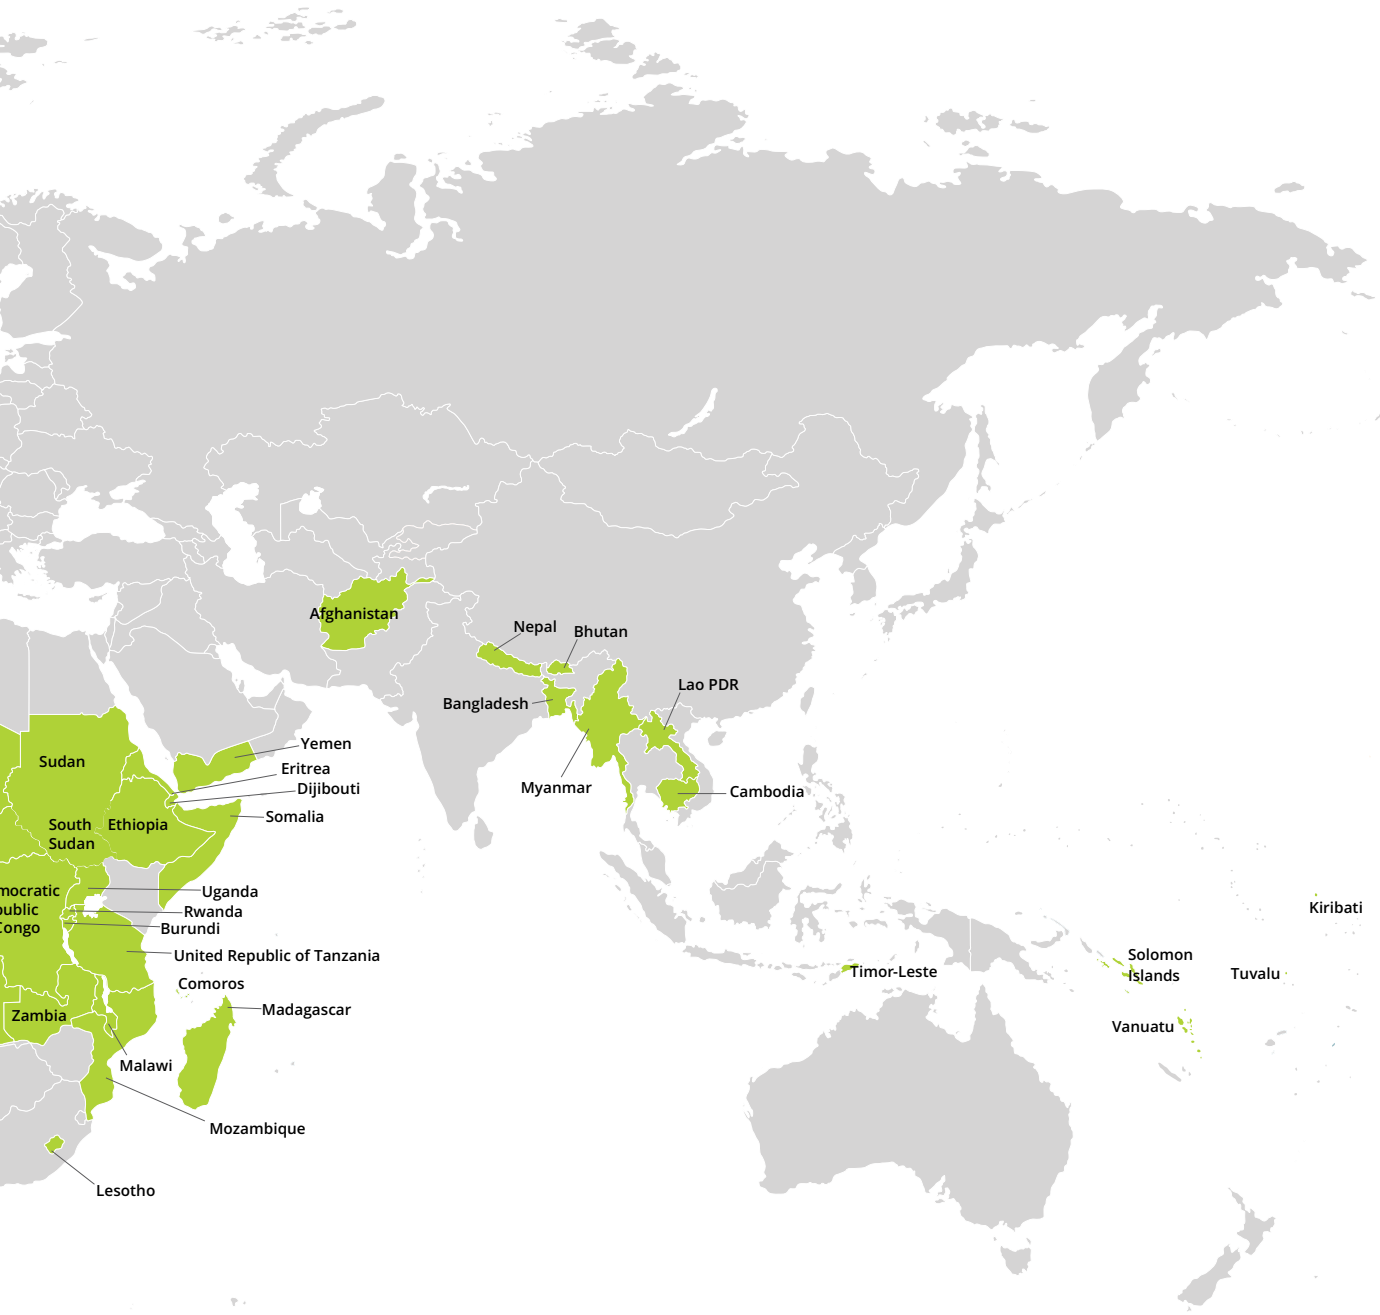 Afghanistan
Nepal
Bhutan
Lao PDR
Bangladesh
Yemen
Sudan
Eritrea
Dijibouti
Myanmar
Cambodia
Somalia
South
Sudan
Ethiopia
mocratic
public
Congo
Uganda
Rwanda
Burundi
United Republic of Tanzania
Kiribati
Solomon
Islands
Timor-Leste
Tuvalu
Comoros
Madagascar
Zambia
Vanuatu
Malawi
Mozambique
Lesotho